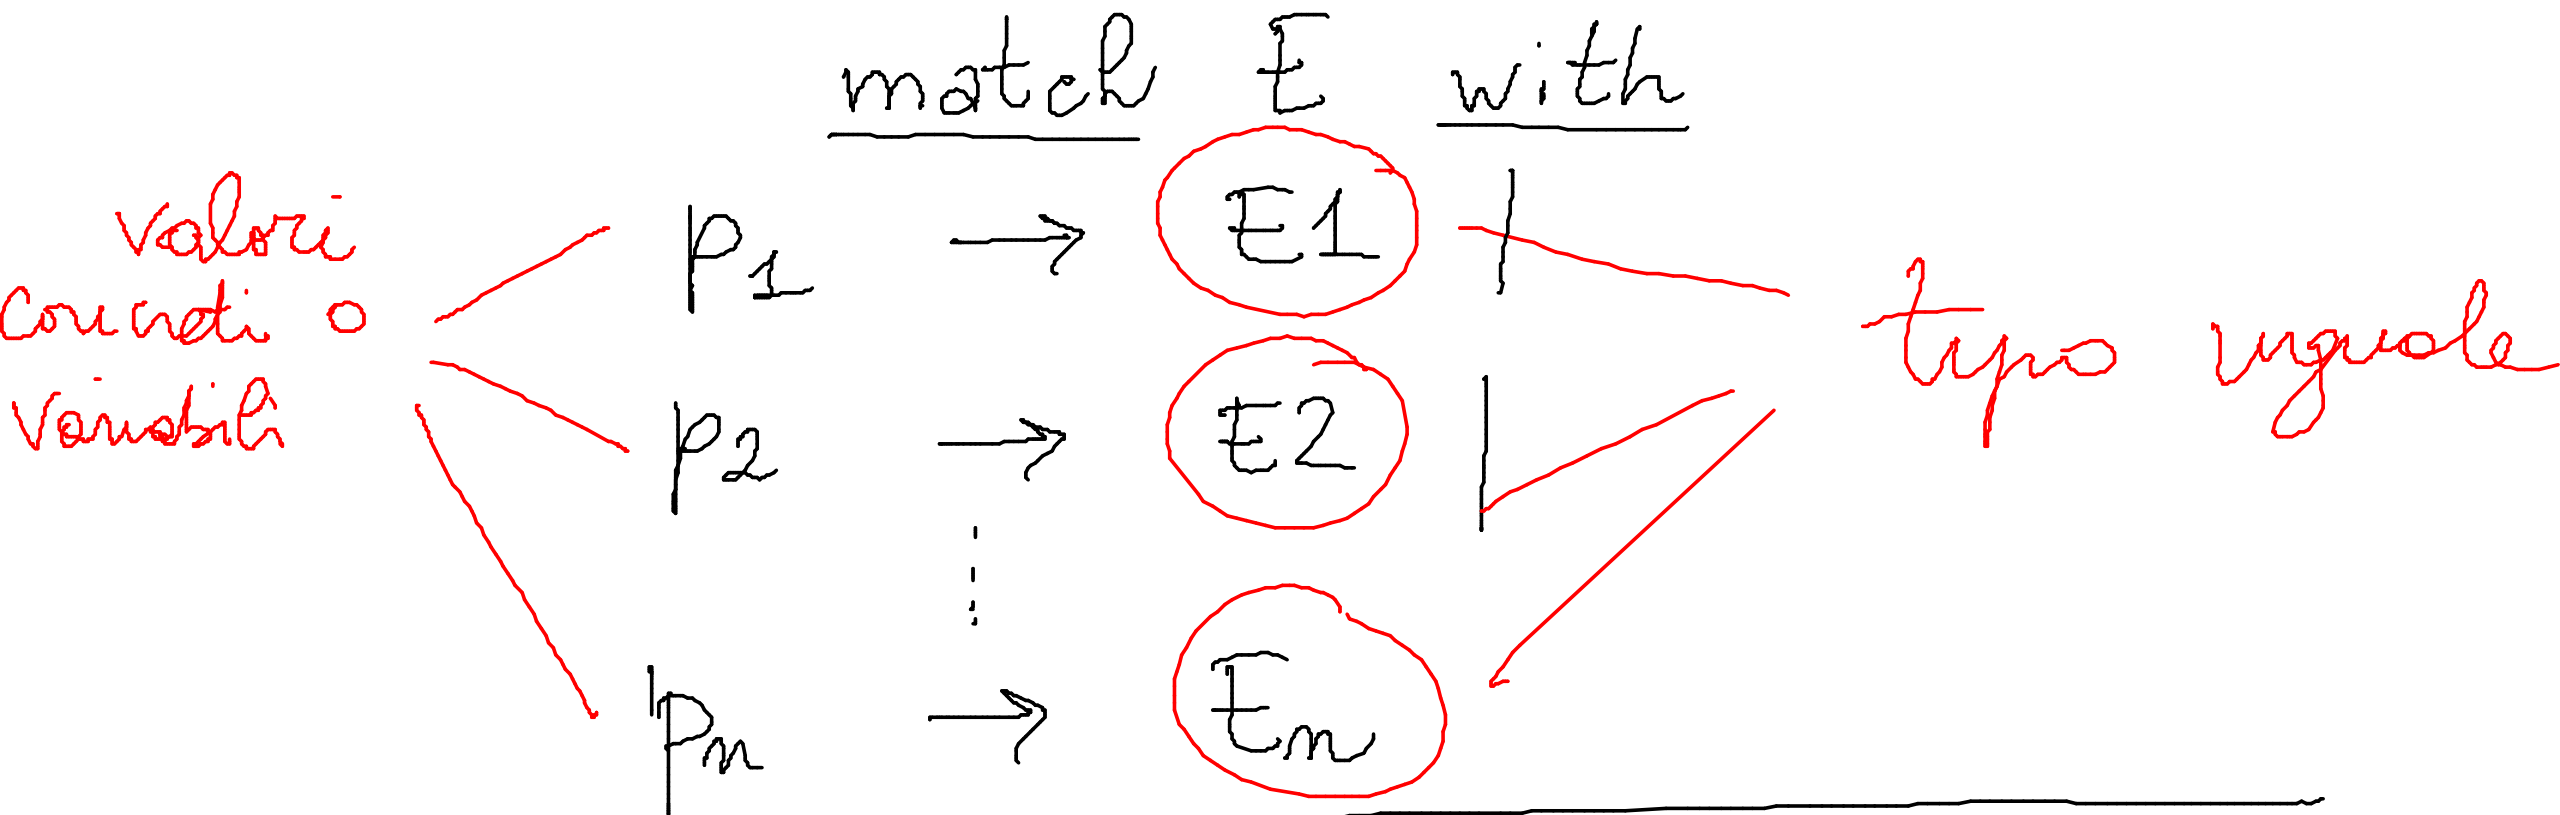 match E with
p1 → E1 |
p2 → E2 |
pn → En
valori
concreti o
variabili
tipo uguale